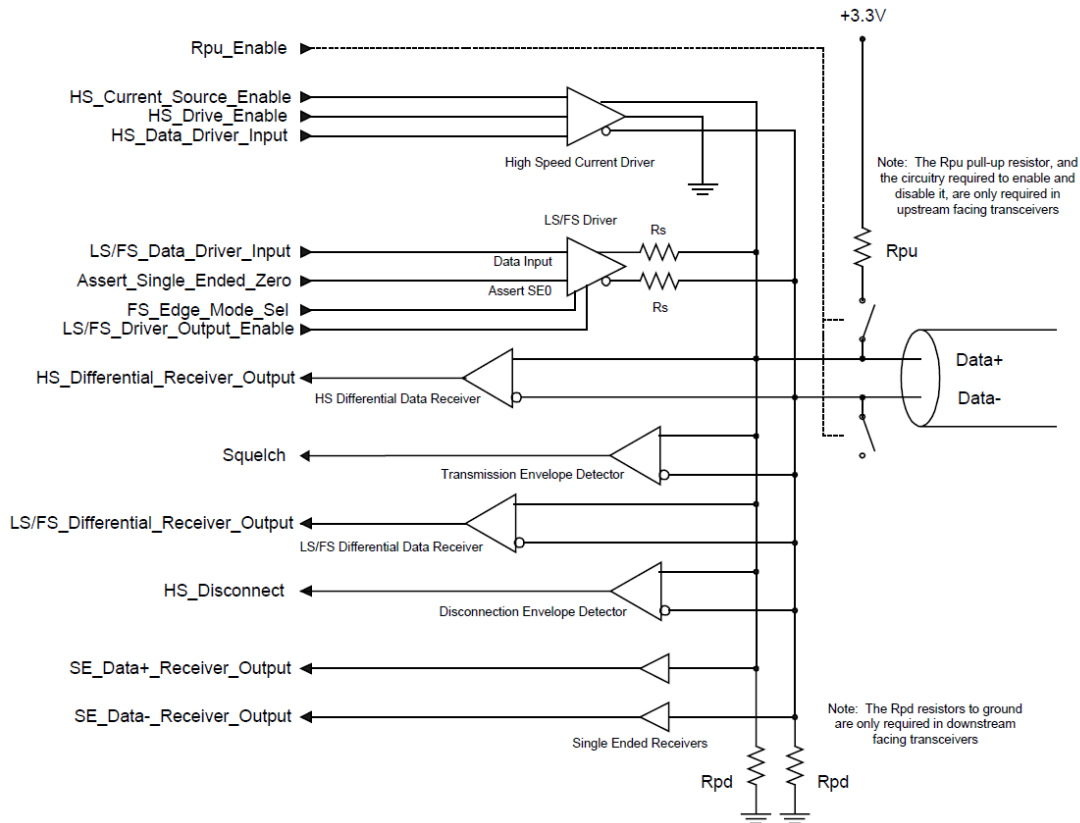 +3.3V
Rpu_Enable
HS_Current_Source_Enable
HS_Drive_Enable
HS_Data_Driver_Input
High Speed Current Driver
Note: The Rpu pull-up resistor, and
the circuitry required to enable and
disable it, are only required in
upstream facing transceivers
LS/FS Driver
Rs
LS/FS_Data_Driver_Input
Data Input
Rpu
Assert_Single_Ended_Zero
Assert SE0
Rs
FS_Edge_Mode_Sel
LS/FS_Driver_Output_Enable
Data+
HS_Differential_Receiver_Output
HS Differential Data Receiver
Data-
Squelch
Transmission Envelope Detector
LS/FS_Differential_Receiver_Output
LS/FS Differential Data Receiver
HS_Disconnect
Disconnection Envelope Detector
SE_Data+_Receiver_Output
SE_Data-_Receiver_Output
Single Ended Receivers
Note: The Rpd resistors to ground
are only required in downstream
facing transceivers
Rpd
Rpd